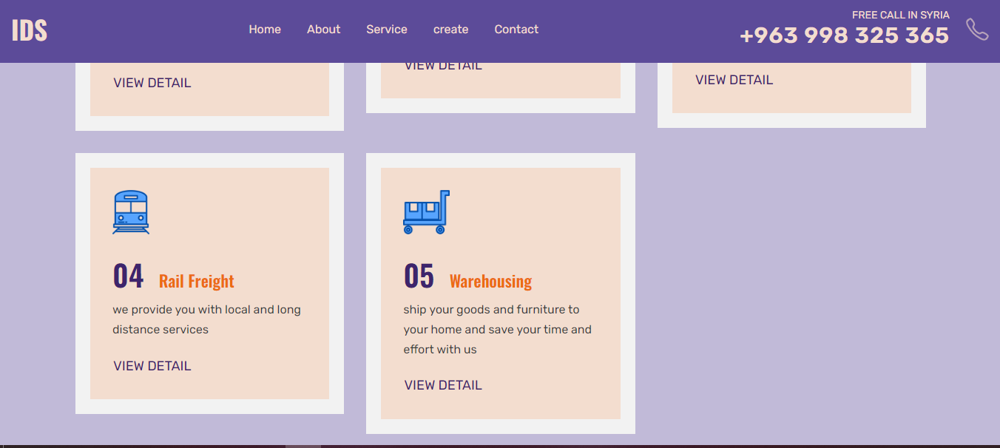 IDS
Home
About
Service
create
Contact
FREE CALL IN SYRIA
+963 998 325 365
VIEW DETAIL
VIEW DETAIL
VIEW DETAIL
04 Rail Freight
we provide you with local and long
distance services
VIEW DETAIL
05 Warehousing
ship your goods and furniture to
your home and save your time and
effort with us
VIEW DETAIL